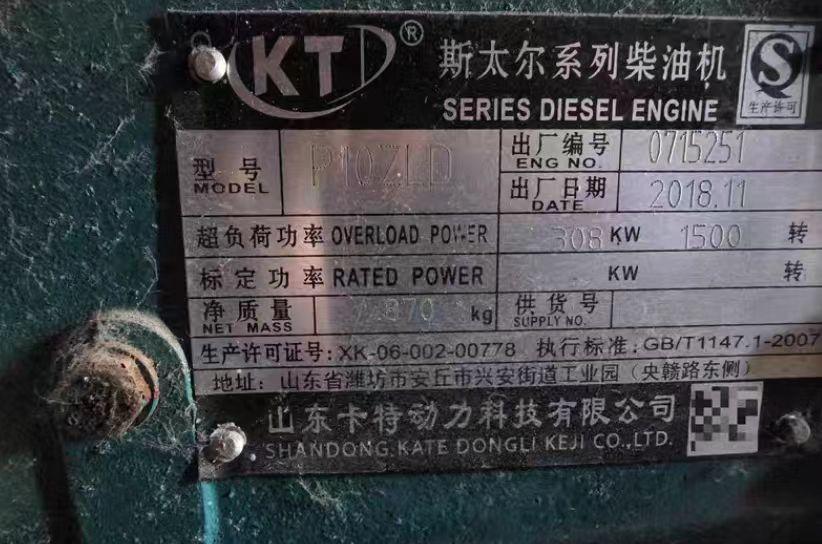 KTD® 斯太尔系列柴油机 S
SERIES DIESEL ENGINE 生产许可
型号 MODEL P10ZLD 出厂编号 ENG NO. 0715251
出厂日期 DATE 2018.11
超负荷功率 OVERLOAD POWER 308 KW 1500 转
标定功率 RATED POWER KW 转
净质量 NET MASS 870 kg 供货号 SUPPLY NO.
生产许可证号: XK-06-002-00778 执行标准: GB/T1147.1-2007
地址: 山东省潍坊市安丘市兴安街道工业园（央赣路东侧）
山东卡特动力科技有限公司
SHANDONG KATE DONGLI KEJI CO.,LTD.